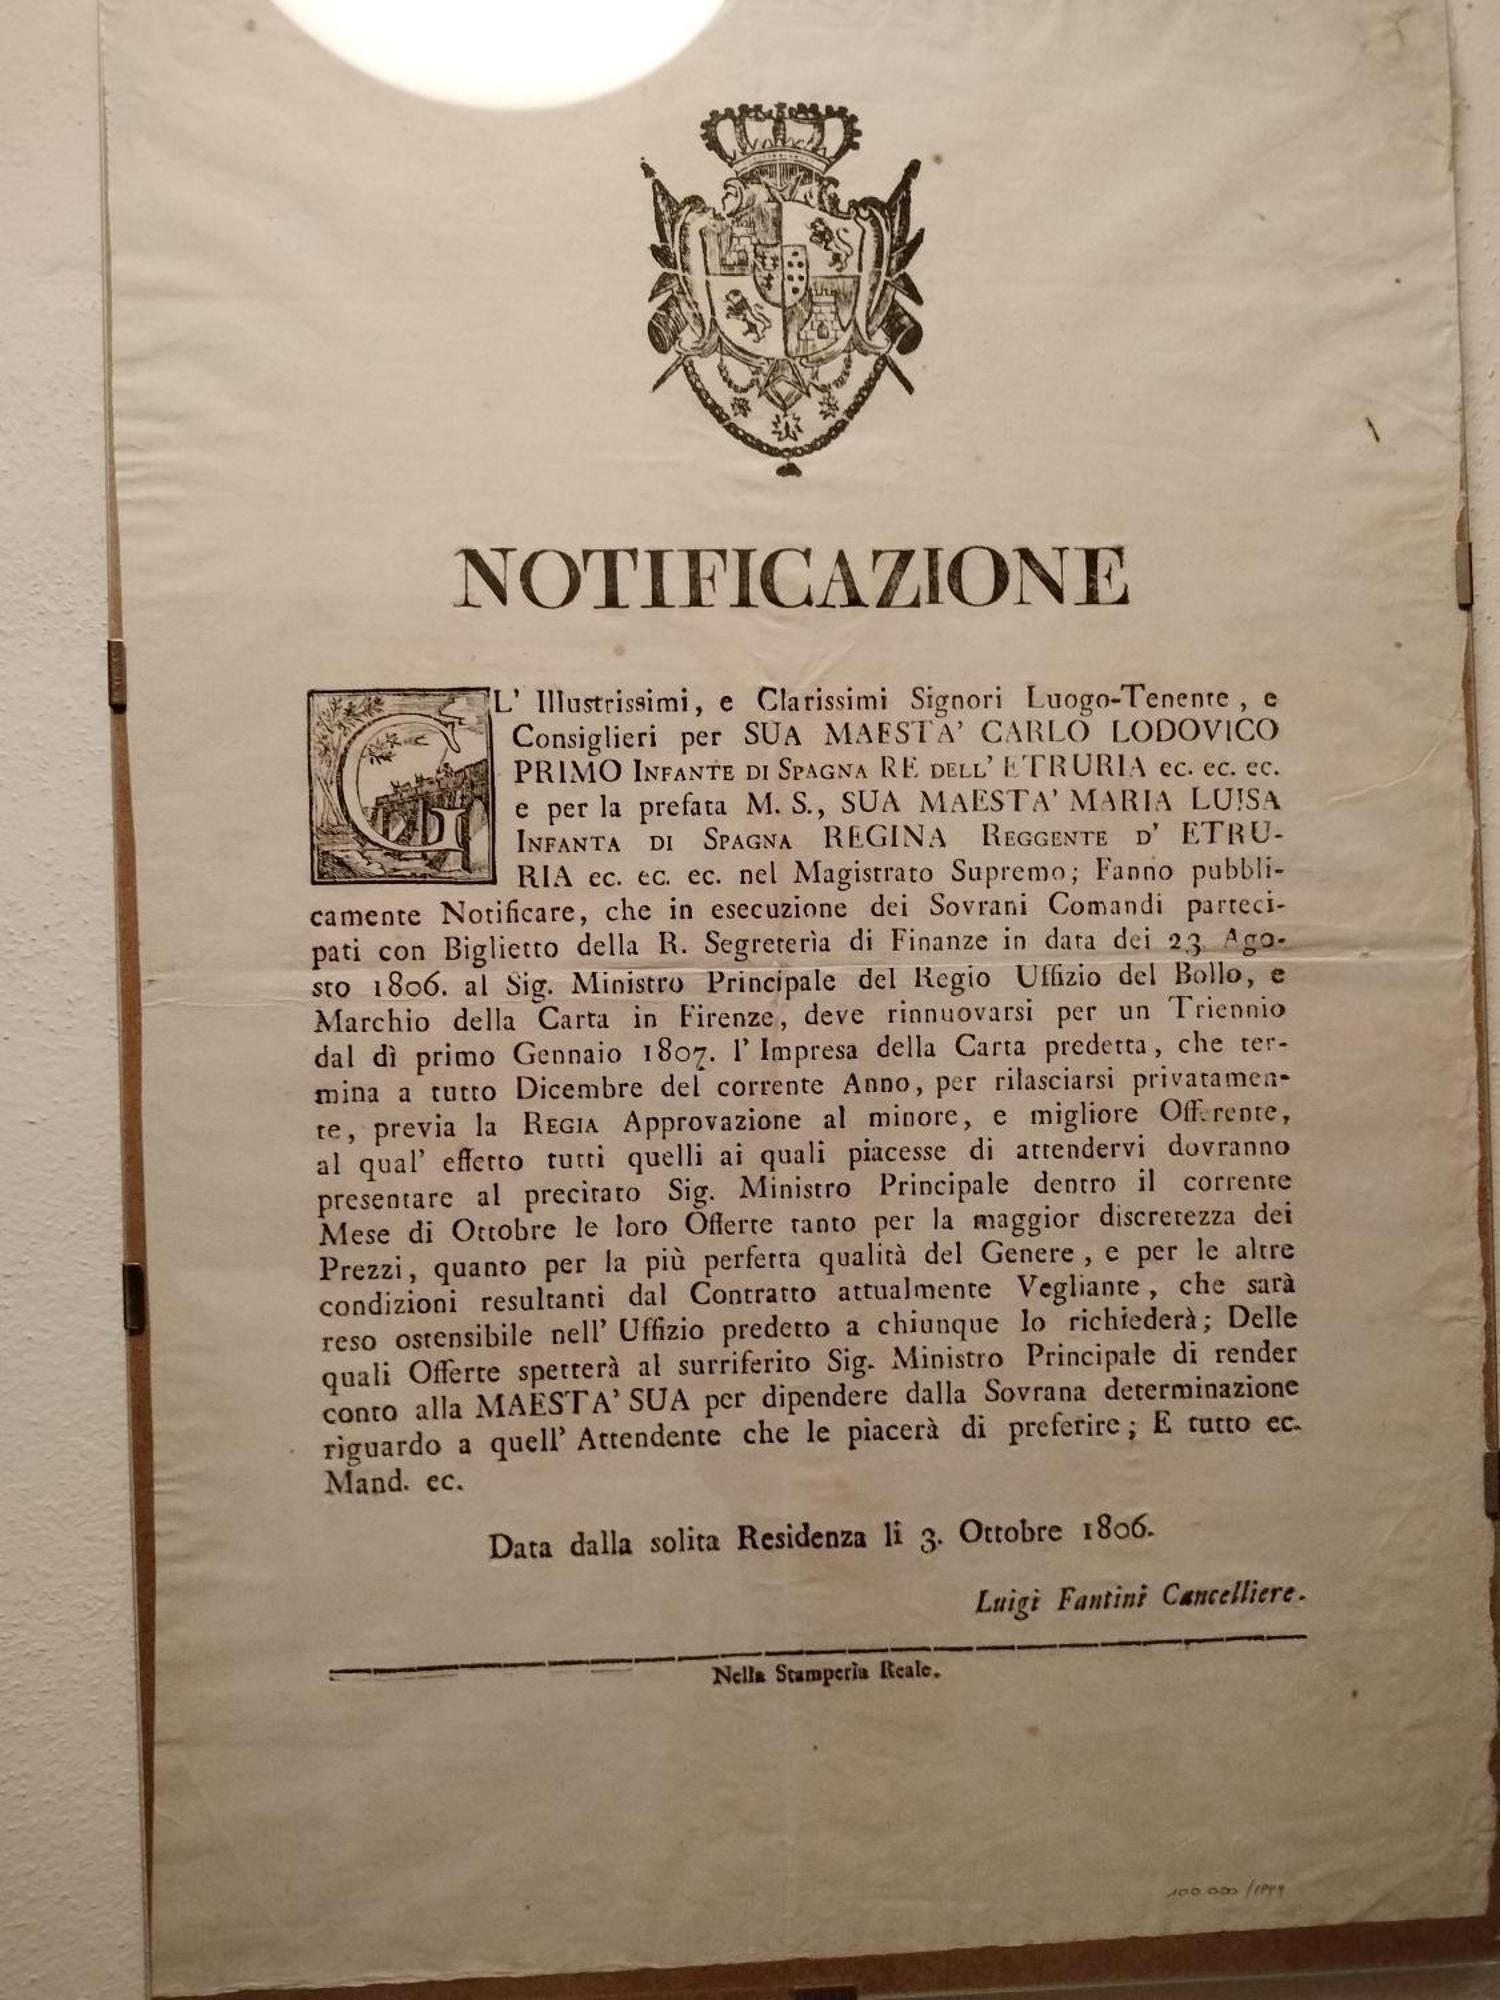 NOTIFICAZIONE
GL' Illustrissimi, e Clarissimi Signori Luogo-Tenente, e
Consiglieri per SUA MAESTA' CARLO LODOVICO
PRIMO INFANTE DI SPAGNA RE DELL' ETRURIA ec. ec. ec.
e per la prefata M. S., SUA MAESTA' MARIA LUISA
INFANTA DI SPAGNA REGINA REGGENTE D' ETRU-
RIA ec. ec. ec. nel Magistrato Supremo; Fanno pubbli-
camente Notificare, che in esecuzione dei Sovrani Comandi parteci-
pati con Biglietto della R. Segreterìa di Finanze in data dei 23. Ago-
sto 1806. al Sig. Ministro Principale del Regio Uffizio del Bollo, e
Marchio della Carta in Firenze, deve rinnuovarsi per un Triennio
dal dì primo Gennaio 1807. l' Impresa della Carta predetta, che ter-
mina a tutto Dicembre del corrente Anno, per rilasciarsi privatamen-
te, previa la REGIA Approvazione al minore, e migliore Offerente,
al qual' effetto tutti quelli ai quali piacesse di attendervi dovranno
presentare al precitato Sig. Ministro Principale dentro il corrente
Mese di Ottobre le loro Offerte tanto per la maggior discretezza dei
Prezzi, quanto per la più perfetta qualità del Genere, e per le altre
condizioni resultanti dal Contratto attualmente Vegliante, che sarà
reso ostensibile nell' Uffizio predetto a chiunque lo richiederà; Delle
quali Offerte spetterà al surriferito Sig. Ministro Principale di render
conto alla MAESTA' SUA per dipendere dalla Sovrana determinazione
riguardo a quell' Attendente che le piacerà di preferire; E tutto ec.
Mand. ec.
Data dalla solita Residenza li 3. Ottobre 1806.
Luigi Fantini Cancelliere.
Nella Stamperìa Reale.
100.000/1999